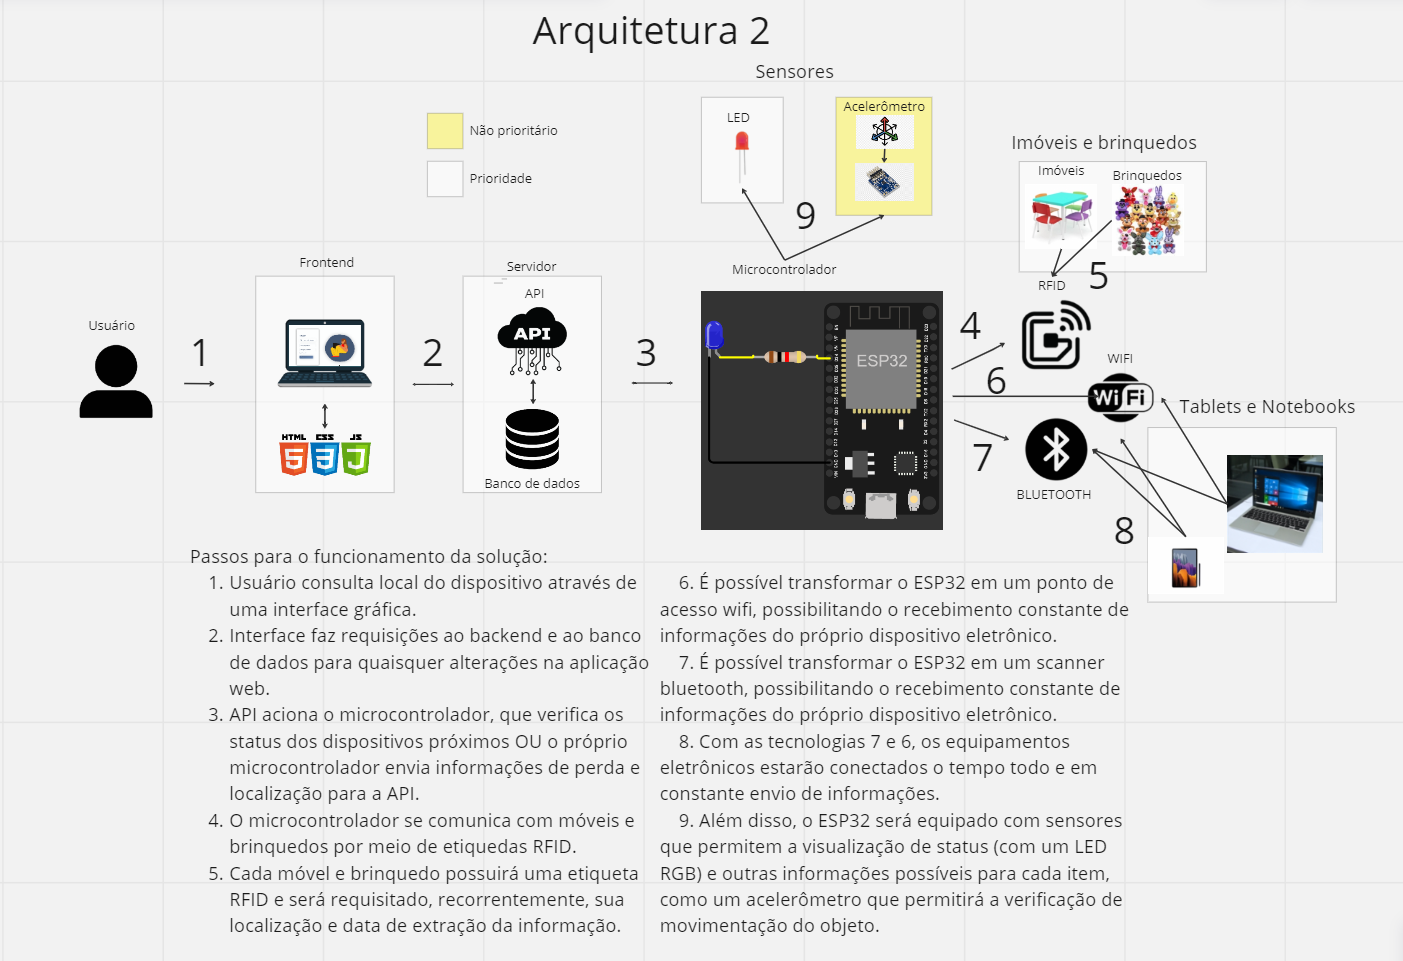 Arquitetura 2
Sensores
Não prioritário
Prioridade
LED
Acelerômetro
9
Imóveis e brinquedos
Imóveis
Brinquedos
Microcontrolador
5
RFID
Usuário
1
Frontend
HTML
CSS
JS
2
Servidor
API
API
Banco de dados
3
ESP32
4
6
7
WIFI
Wi Fi
BLUETOOTH
Tablets e Notebooks
8
Passos para o funcionamento da solução:
1. Usuário consulta local do dispositivo através de
uma interface gráfica.
2. Interface faz requisições ao backend e ao banco
de dados para quaisquer alterações na aplicação
web.
3. API aciona o microcontrolador, que verifica os
status dos dispositivos próximos OU o próprio
microcontrolador envia informações de perda e
localização para a API.
4. O microcontrolador se comunica com móveis e
brinquedos por meio de etiquedas RFID.
5. Cada móvel e brinquedo possuirá uma etiqueta
RFID e será requisitado, recorrentemente, sua
localização e data de extração da informação.
6. É possível transformar o ESP32 em um ponto de
acesso wifi, possibilitando o recebimento constante de
informações do próprio dispositivo eletrônico.
7. É possível transformar o ESP32 em um scanner
bluetooth, possibilitando o recebimento constante de
informações do próprio dispositivo eletrônico.
8. Com as tecnologias 7 e 6, os equipamentos
eletrônicos estarão conectados o tempo todo e em
constante envio de informações.
9. Além disso, o ESP32 será equipado com sensores
que permitem a visualização de status (com um LED
RGB) e outras informações possíveis para cada item,
como um acelerômetro que permitirá a verificação de
movimentação do objeto.